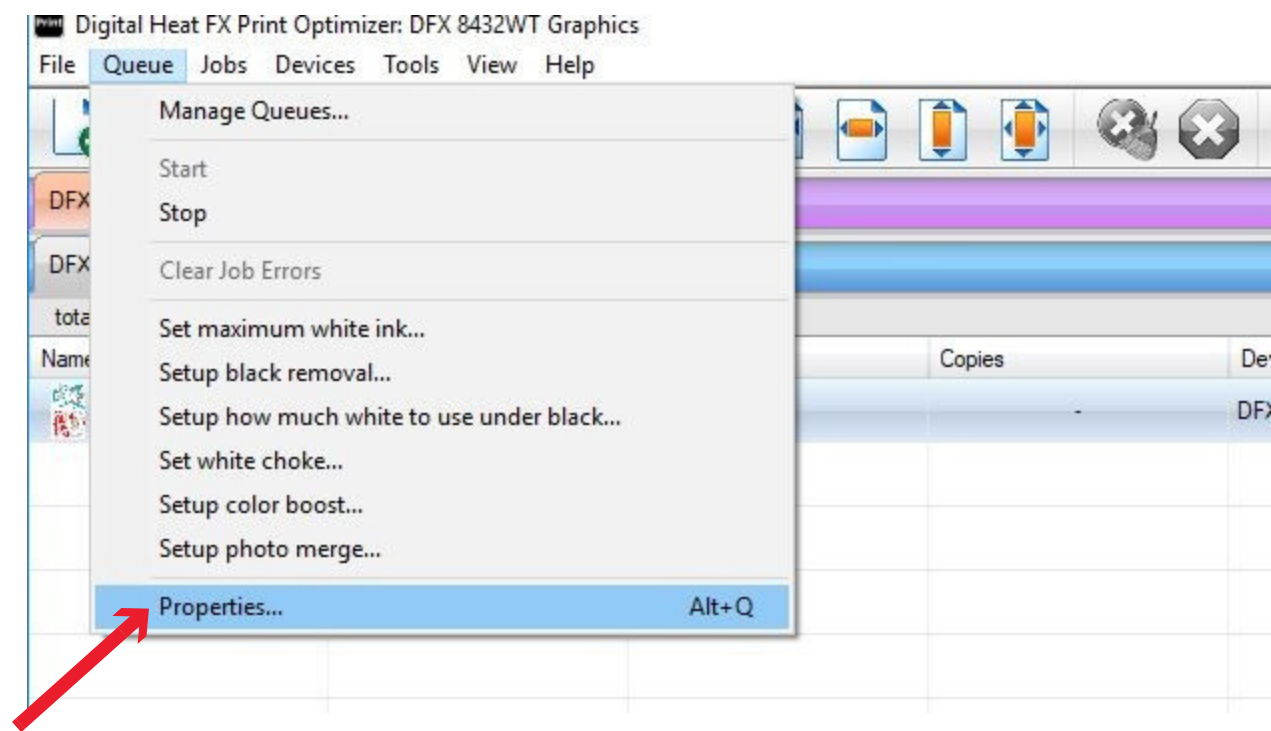 Digital Heat FX Print Optimizer: DFX 8432WT Graphics
File Queue Jobs Devices Tools View Help
Manage Queues...
Start
DFX
Stop
DFX
Clear Job Errors
tota
Set maximum white ink...
Name Copies De
Setup black removal...
Setup how much white to use under black... - DFX
Set white choke...
Setup color boost...
Setup photo merge...
Properties... Alt+Q